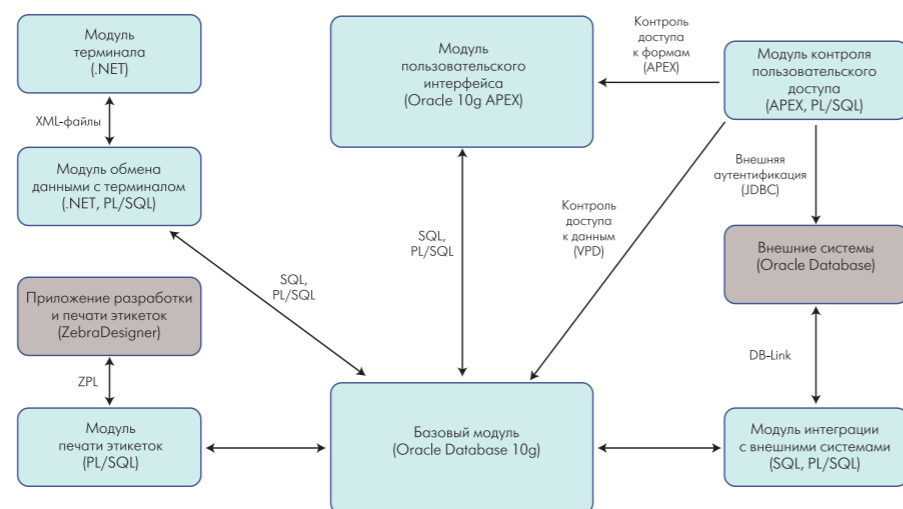 Модуль
терминала
(.NET)
XML-файлы
Модуль обмена
данными с терминалом
(.NET, PL/SQL)
SQL,
PL/SQL
Приложение разработки
и печати этикеток
(ZebraDesigner)
ZPL
Модуль
печати этикеток
(PL/SQL)
Модуль
пользовательского
интерфейса
(Oracle 10g APEX)
SQL,
PL/SQL
Базовый модуль
(Oracle Database 10g)
Контроль
доступа
к формам
(APEX)
Контроль
доступа
к данным
(VPD)
Модуль контроля
пользовательского
доступа
(APEX, PL/SQL)
Внешняя
аутентификация
(JDBC)
Внешние системы
(Oracle Database)
DB-Link
Модуль интеграции
с внешними системами
(SQL, PL/SQL)